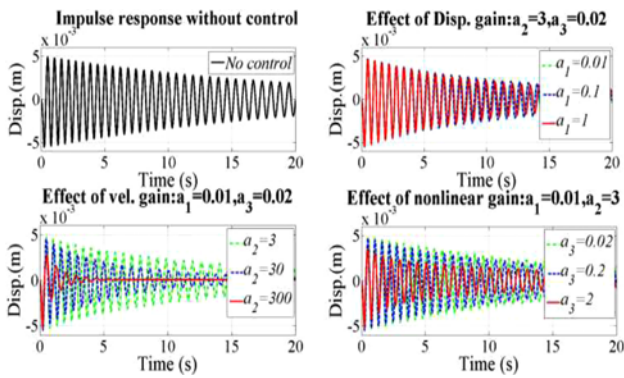 Impulse response without control
x 10⁻³
5
0
-5
Disp.(m)
No control
0 5 10 15 20
Time (s)
Effect of Disp. gain:a₂=3,a₃=0.02
x 10⁻³
5
0
-5
Disp.(m)
a₁=0.01
a₁=0.1
a₁=1
0 5 10 15 20
Time (s)
Effect of vel. gain:a₁=0.01,a₃=0.02
x 10⁻³
5
0
-5
Disp.(m)
a₂=3
a₂=30
a₂=300
0 5 10 15 20
Time (s)
Effect of nonlinear gain:a₁=0.01,a₂=3
x 10⁻³
5
0
-5
Disp.(m)
a₃=0.02
a₃=0.2
a₃=2
0 5 10 15 20
Time (s)